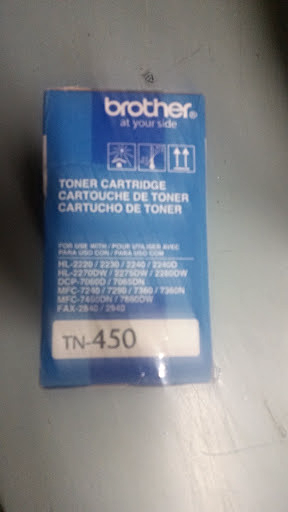 brother®
at your side
TONER CARTRIDGE
CARTOUCHE DE TONER
CARTUCHO DE TONER
FOR USE WITH / POUR UTILISER AVEC
PARA USO CON / PARA USO COM
HL-2220 / 2230 / 2240 / 2240D
HL-2270DW / 2275DW / 2280DW
DCP-7060D / 7065DN
MFC-7240 / 7290 / 7360 / 7360N
MFC-7460DN / 7860DW
FAX-2840 / 2940
TN-450